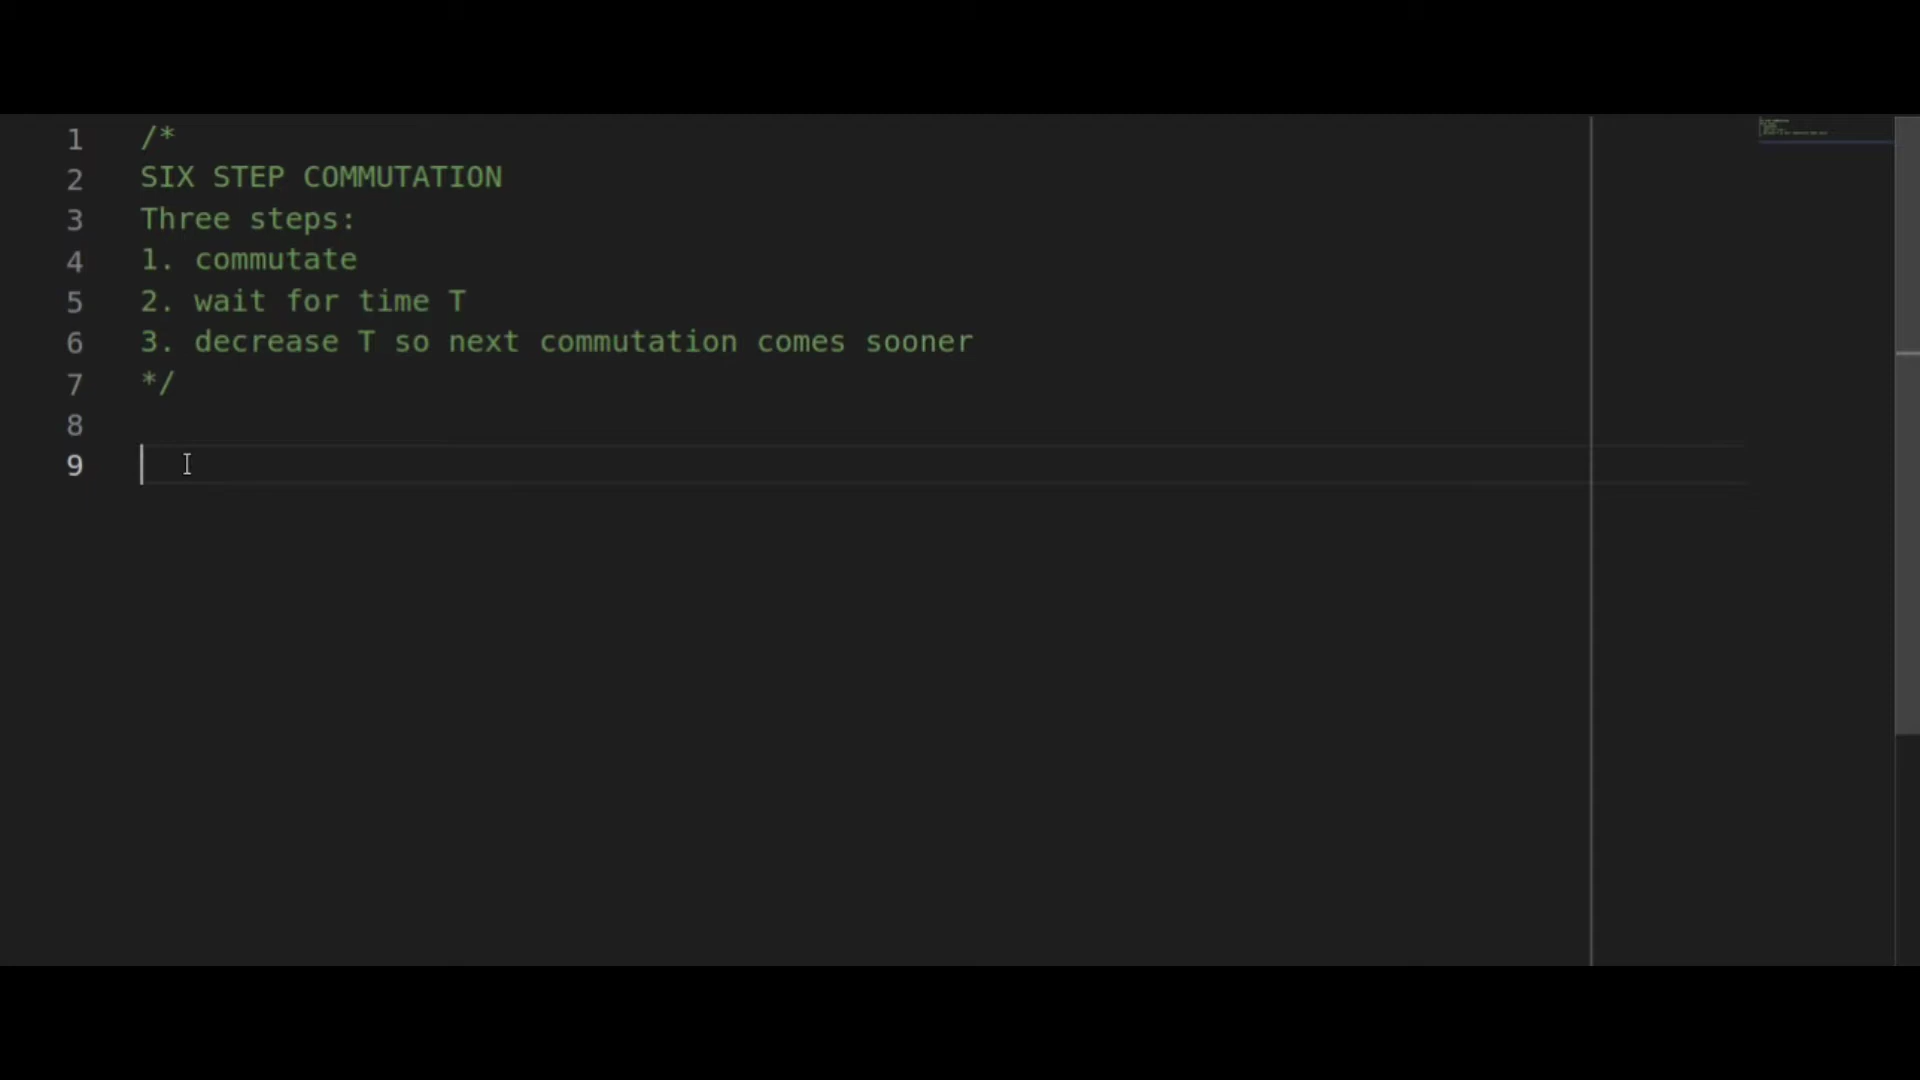 1 /*
2 SIX STEP COMMUTATION
3 Three steps:
4 1. commutate
5 2. wait for time T
6 3. decrease T so next commutation comes sooner
7 */
8
9